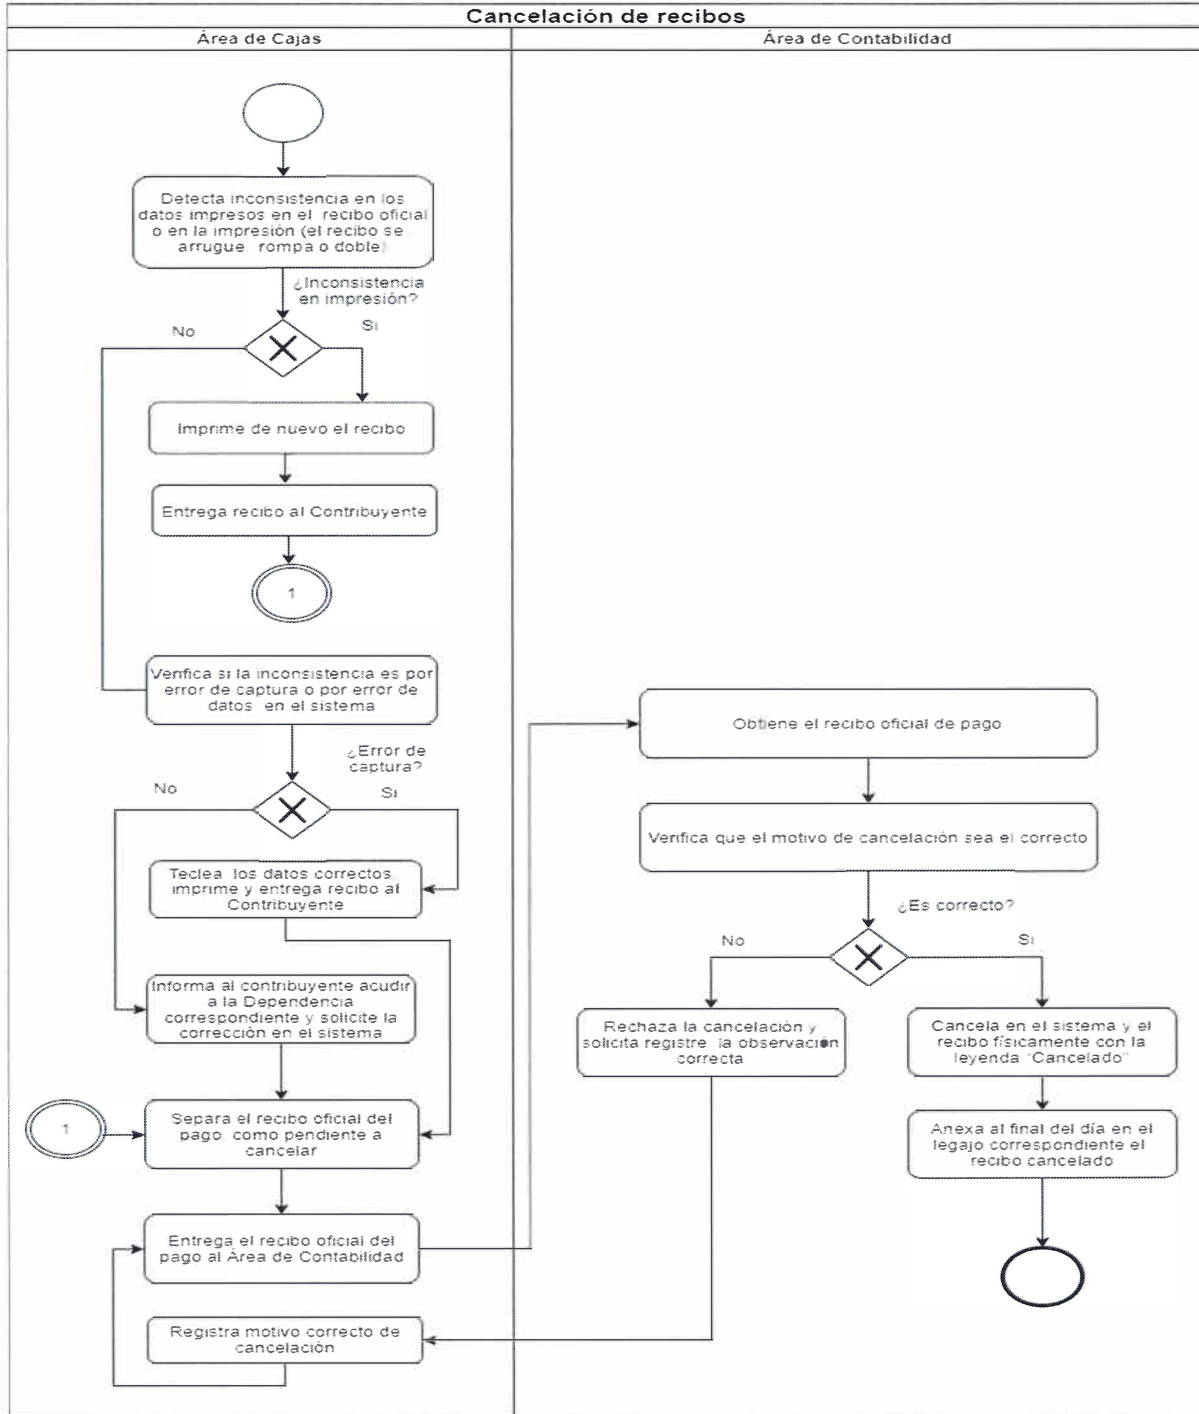 Cancelación de recibos
Área de Cajas
Área de Contabilidad
Detecta inconsistencia en los
datos impresos en el recibo oficial
o en la impresión (el recibo se
arrugue rompa o doble)
¿Inconsistencia
en impresión?
No
Si
Imprime de nuevo el recibo
Entrega recibo al Contribuyente
1
Verifica si la inconsistencia es por
error de captura o por error de
datos en el sistema
¿Error de
captura?
No
Si
Teclea los datos correctos
imprime y entrega recibo al
Contribuyente
Informa al contribuyente acudir
a la Dependencia
correspondiente y solicite la
corrección en el sistema
1
Separa el recibo oficial del
pago como pendiente a
cancelar
Entrega el recibo oficial del
pago al Área de Contabilidad
Registra motivo correcto de
cancelación
Obtiene el recibo oficial de pago
Verifica que el motivo de cancelación sea el correcto
¿Es correcto?
No
Si
Rechaza la cancelación y
solicita registre la observación
correcta
Cancela en el sistema y el
recibo físicamente con la
leyenda "Cancelado"
Anexa al final del día en el
legajo correspondiente el
recibo cancelado